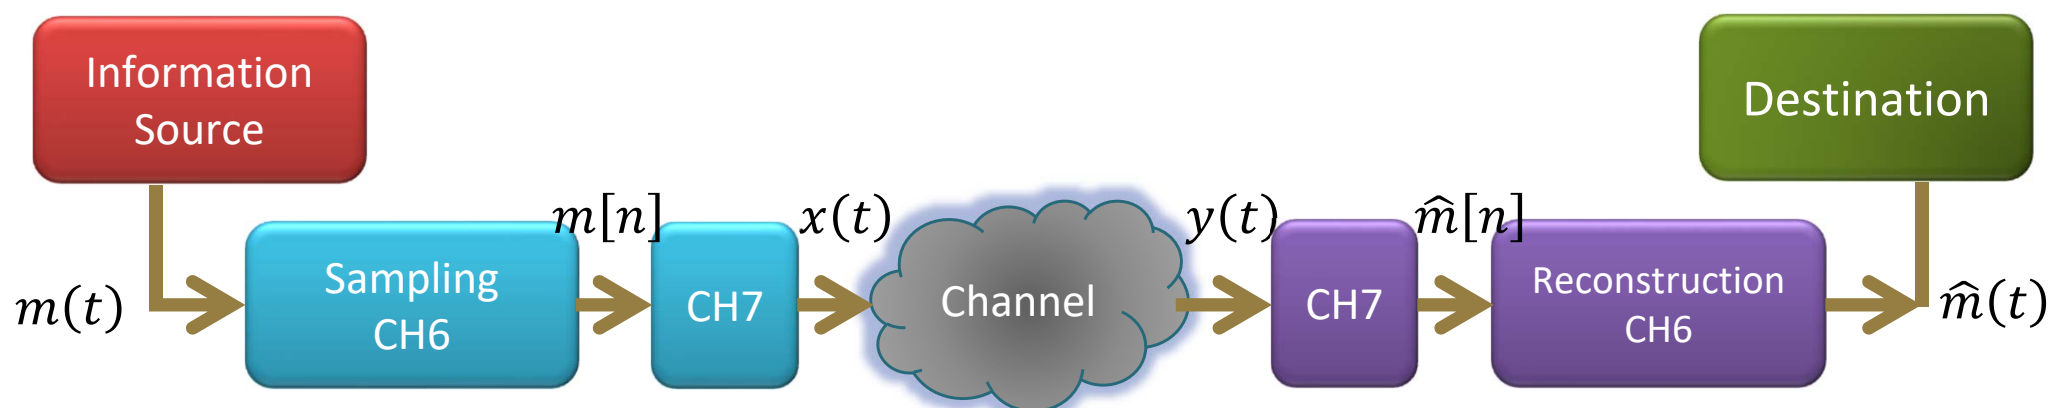 Information
Source
Destination
m(t)
Sampling
CH6
m[n]
CH7
x(t)
Channel
y(t)
CH7
m̂[n]
Reconstruction
CH6
m̂(t)